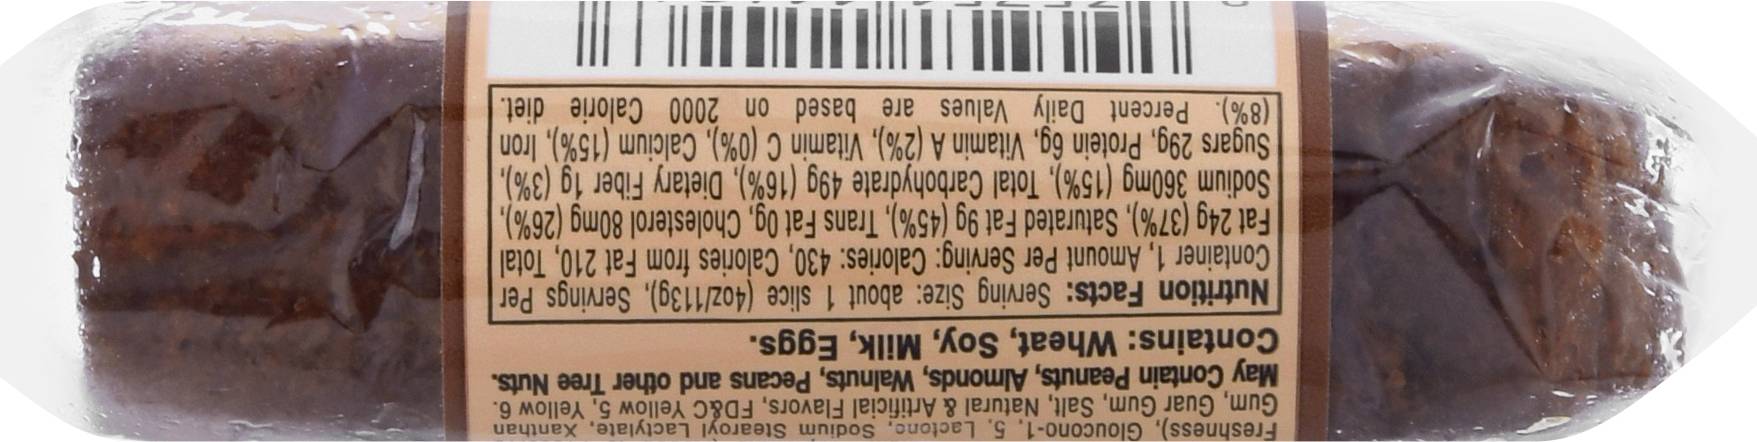 Freshness), Gloucono-1, 5, Lactone, Sodium Stearoyl Lactylate, Xanthan
Gum, Guar Gum, Salt, Natural & Artificial Flavors, FD&C Yellow 5, Yellow 6.
May Contain Peanuts, Almonds, Walnuts, Pecans and other Tree Nuts.
Contains: Wheat, Soy, Milk, Eggs.
Nutrition Facts: Serving Size: about 1 slice (4oz/113g), Servings Per
Container 1, Amount Per Serving: Calories: 430, Calories from Fat 210, Total
Fat 24g (37%), Saturated Fat 9g (45%), Trans Fat 0g, Cholesterol 80mg (26%),
Sodium 360mg (15%), Total Carbohydrate 49g (16%), Dietary Fiber 1g (3%),
Sugars 29g, Protein 6g, Vitamin A (2%), Vitamin C (0%), Calcium (15%), Iron
(8%). Percent Daily Values are based on 2000 Calorie diet.